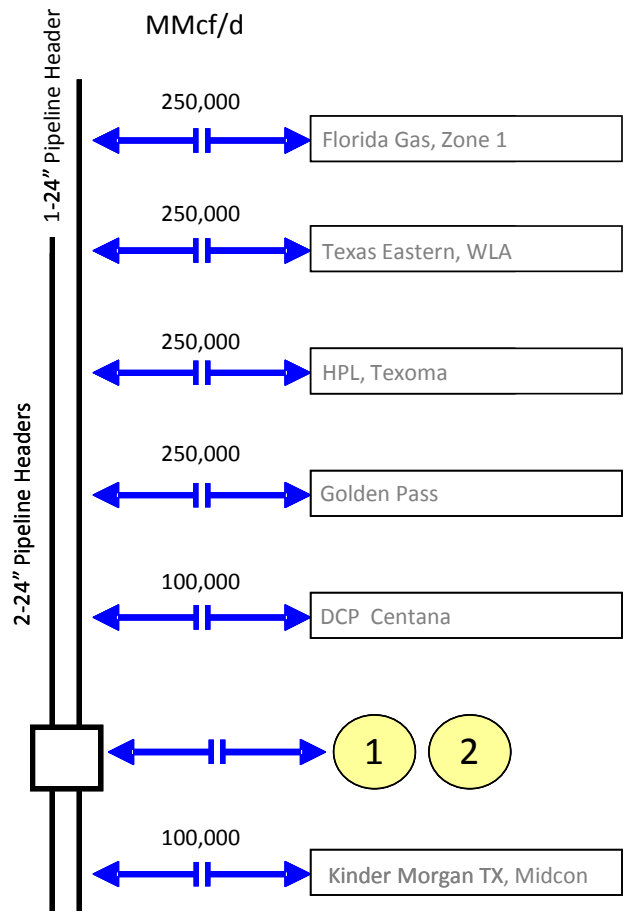 MMcf/d
1-24" Pipeline Header
250,000
Florida Gas, Zone 1
250,000
Texas Eastern, WLA
250,000
HPL, Texoma
250,000
Golden Pass
2-24" Pipeline Headers
100,000
DCP Centana
1 2
100,000
Kinder Morgan TX, Midcon